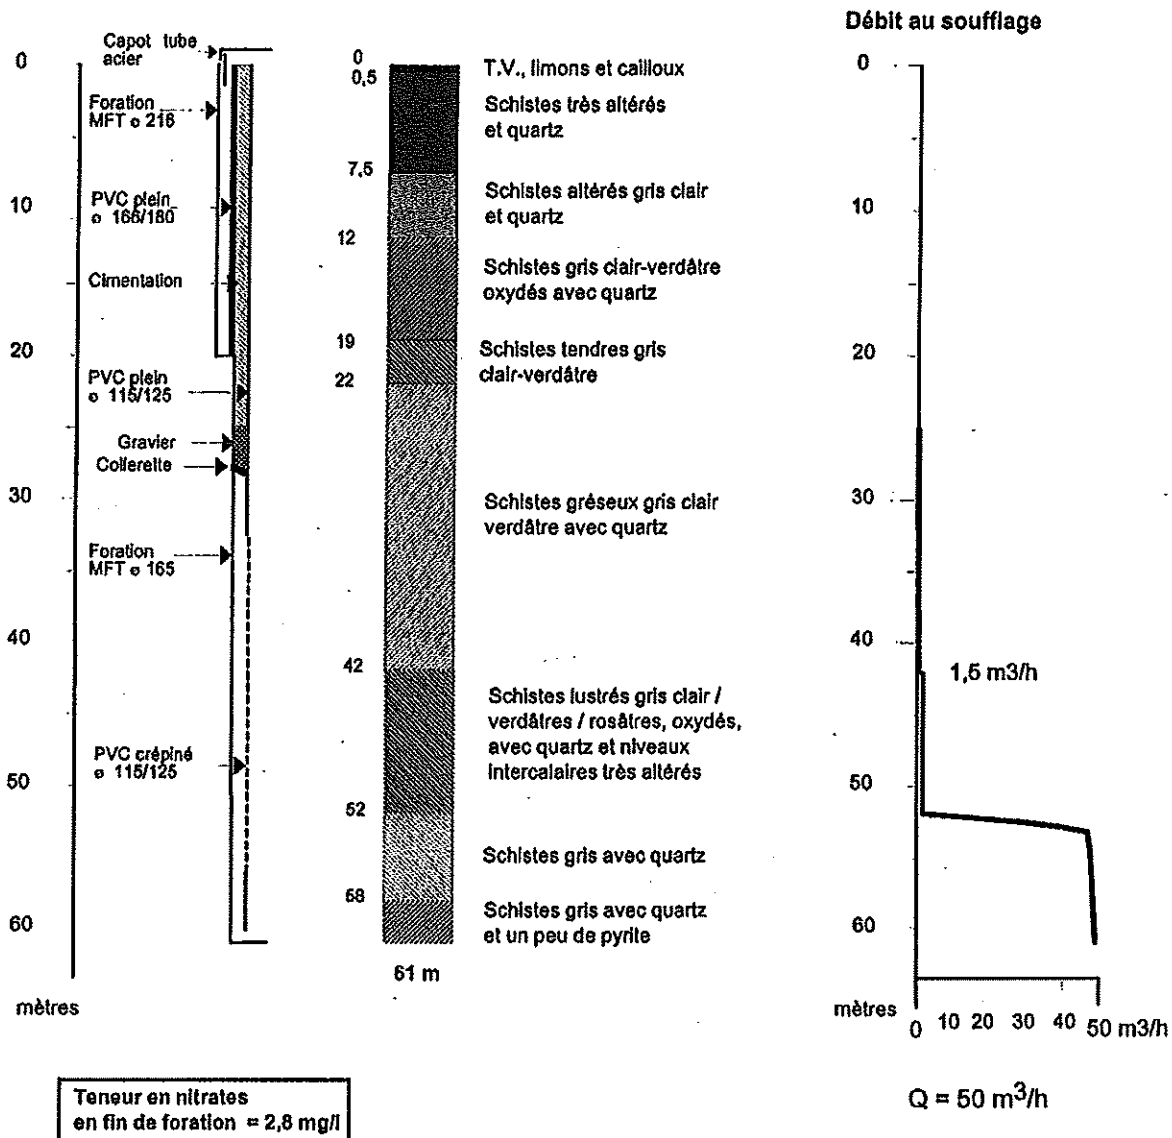 Débit au soufflage
Capot tube
acier
Foration
MFT ø 216
PVC plein
ø 166/180
Cimentation
PVC plein
ø 115/125
Gravier
Collerette
Foration
MFT ø 165
PVC crépiné
ø 115/125
0
10
20
30
40
50
60
mètres
0
0,5
7,5
12
19
22
42
52
58
61 m
T.V., limons et cailloux
Schistes très altérés
et quartz
Schistes altérés gris clair
et quartz
Schistes gris clair-verdâtre
oxydés avec quartz
Schistes tendres gris
clair-verdâtre
Schistes gréseux gris clair
verdâtre avec quartz
Schistes lustrés gris clair /
verdâtres / rosâtres, oxydés,
avec quartz et niveaux
intercalaires très altérés
Schistes gris avec quartz
Schistes gris avec quartz
et un peu de pyrite
0
10
20
30
40
50
60
mètres
1,5 m3/h
0 10 20 30 40 50 m3/h
Q = 50 m³/h
Teneur en nitrates
en fin de foration = 2,8 mg/l